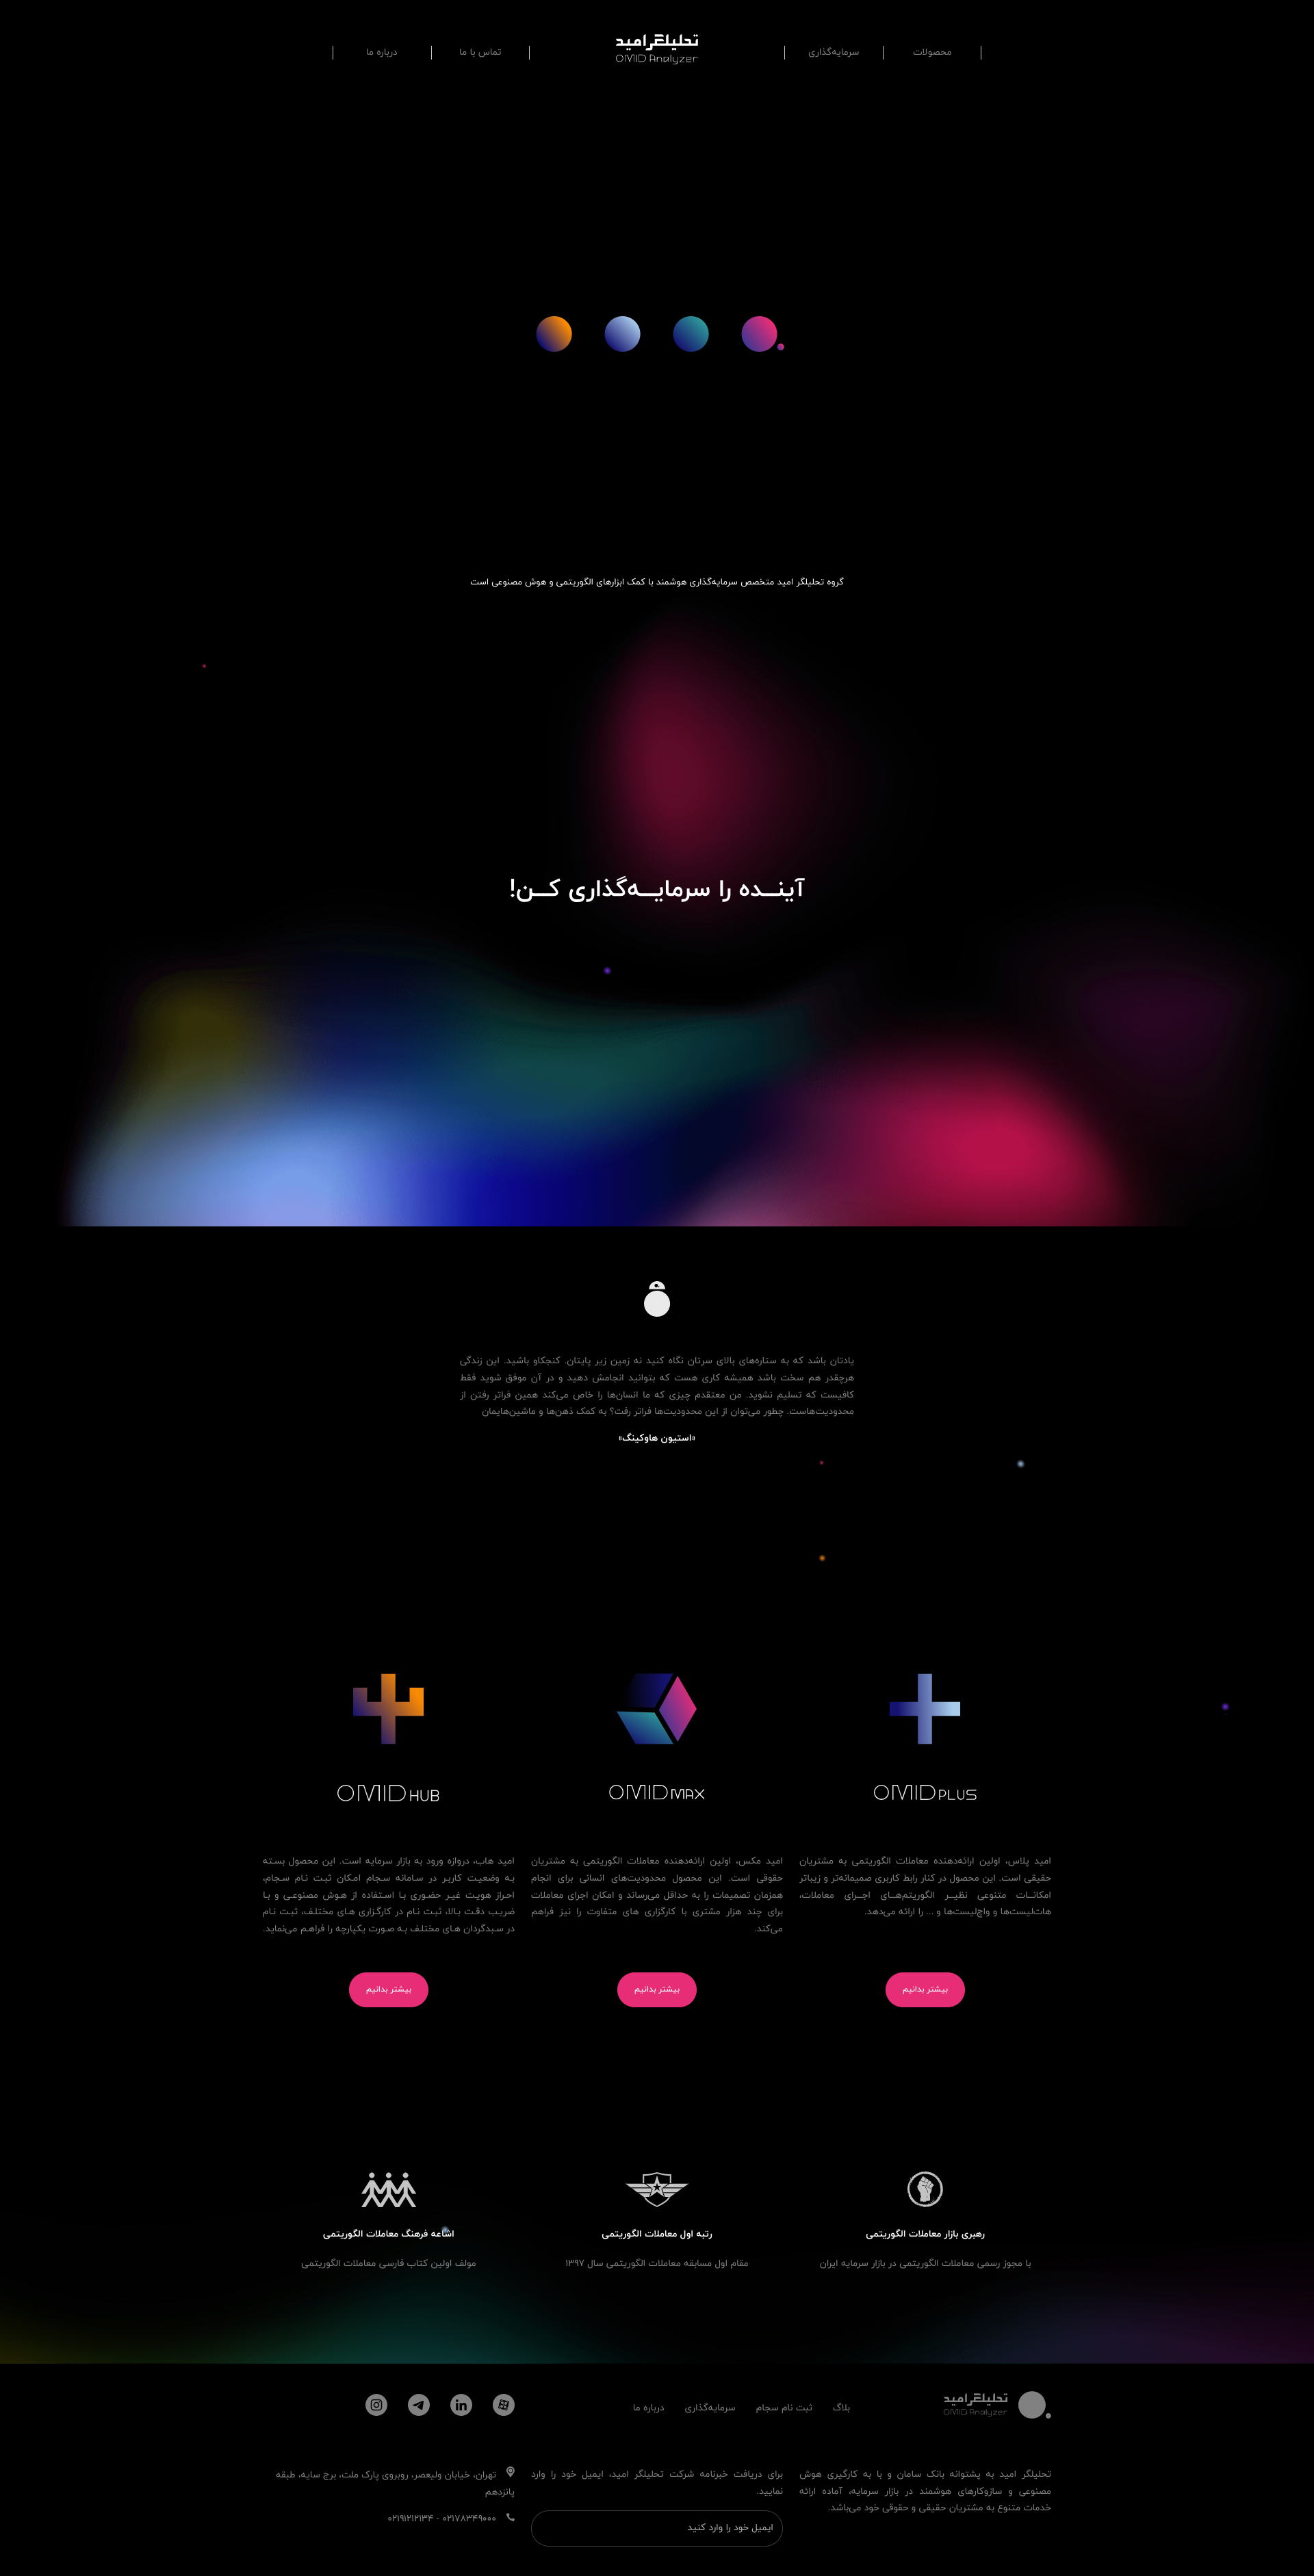 محصولات
سرمایه‌گذاری
تحلیلگر امید
OMID Analyzer
تماس با ما
درباره ما
گروه تحلیلگر امید متخصص سرمایه‌گذاری هوشمند با کمک ابزارهای الگوریتمی و هوش مصنوعی است
آینـــده را سرمایـــه‌گذاری کـــن!
یادتان باشد که به ستاره‌های بالای سرتان نگاه کنید نه زمین زیر پایتان. کنجکاو باشید. این زندگی
هرچقدر هم سخت باشد همیشه کاری هست که بتوانید انجامش دهید و در آن موفق شوید فقط
کافیست که تسلیم نشوید. من معتقدم چیزی که ما انسان‌ها را خاص می‌کند همین فراتر رفتن از
محدودیت‌هاست. چطور می‌توان از این محدودیت‌ها فراتر رفت؟ به کمک ذهن‌ها و ماشین‌هایمان
«استیون هاوکینگ»
OMID PLUS
امید پلاس، اولین ارائه‌دهنده معاملات الگوریتمی به مشتریان
حقیقی است. این محصول در کنار رابط کاربری صمیمانه‌تر و زیباتر
امکانـــات متنوعی نظیـــر الگوریتم‌هـــای اجـــرای معاملات،
هات‌لیست‌ها و واچ‌لیست‌ها و ... را ارائه می‌دهد.
بیشتر بدانیم
OMID MAX
امید مکس، اولین ارائه‌دهنده معاملات الگوریتمی به مشتریان
حقوقی است. این محصول محدودیت‌های انسانی برای انجام
همزمان تصمیمات را به حداقل می‌رساند و امکان اجرای معاملات
برای چند هزار مشتری با کارگزاری های متفاوت را نیز فراهم
می‌کند.
بیشتر بدانیم
OMID HUB
امید هاب، دروازه ورود به بازار سرمایه است. این محصول بسته
به وضعیت کاربر در سامانه سجام امکان ثبت نام سجام،
احراز هویت غیر حضوری با استفاده از هوش مصنوعی و با
ضریب دقت بالا، ثبت نام در کارگزاری های مختلف، ثبت نام
در سبدگردان های مختلف به صورت یکپارچه را فراهم می‌نماید.
بیشتر بدانیم
رهبری بازار معاملات الگوریتمی
با مجوز رسمی معاملات الگوریتمی در بازار سرمایه ایران
رتبه اول معاملات الگوریتمی
مقام اول مسابقه معاملات الگوریتمی سال ۱۳۹۷
اشاعه فرهنگ معاملات الگوریتمی
مولف اولین کتاب فارسی معاملات الگوریتمی
تحلیلگر امید
OMID Analyzer
بلاگ
ثبت نام سجام
سرمایه‌گذاری
درباره ما
تحلیلگر امید به پشتوانه بانک سامان و با به کارگیری هوش
مصنوعی و سازوکارهای هوشمند در بازار سرمایه، آماده ارائه
خدمات متنوع به مشتریان حقیقی و حقوقی خود می‌باشد.
برای دریافت خبرنامه شرکت تحلیلگر امید، ایمیل خود را وارد
نمایید.
ایمیل خود را وارد کنید
تهران، خیابان ولیعصر، روبروی پارک ملت، برج سایه، طبقه
پانزدهم
۰۲۱۷۸۳۴۹۰۰۰ - ۰۲۱۹۱۲۱۲۱۳۴